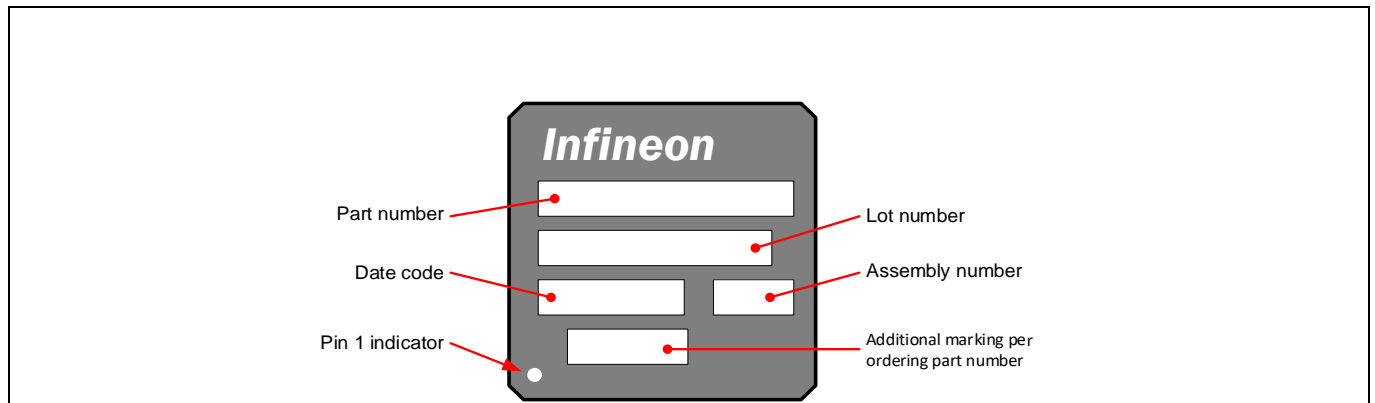 Infineon
Part number
Lot number
Date code
Assembly number
Pin 1 indicator
Additional marking per
ordering part number